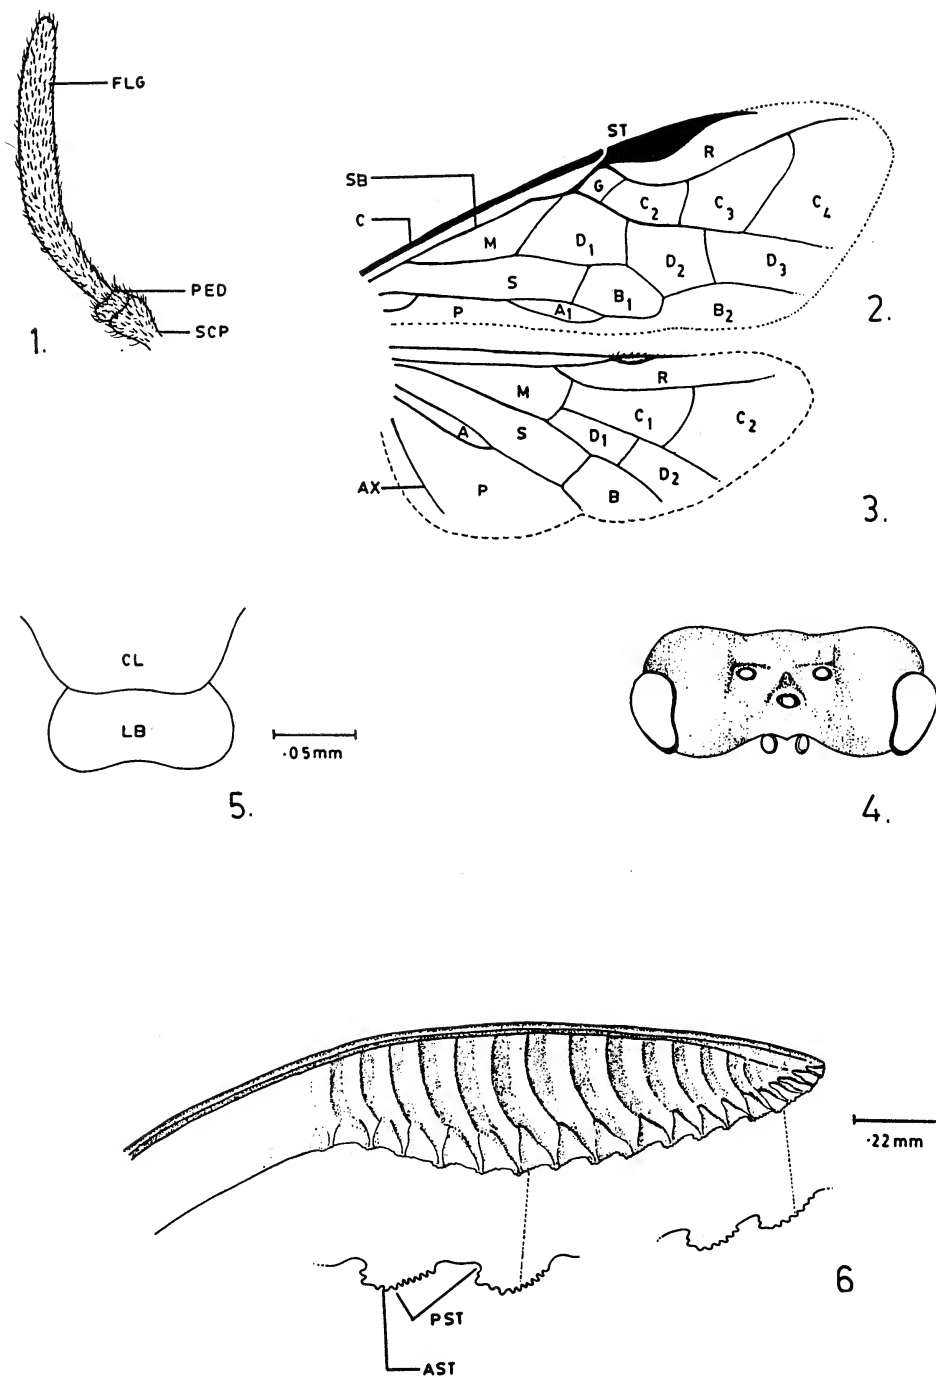 FLG
PED
SCP
1.
ST
R
SB
G
C
C2
C3
C4
M
D1
D2
D3
S
B1
A1
P
B2
2.
R
M
C1
C2
A
S
D1
D2
AX
P
B
3.
CL
LB
.05mm
5.
4.
.22mm
6
PST
AST